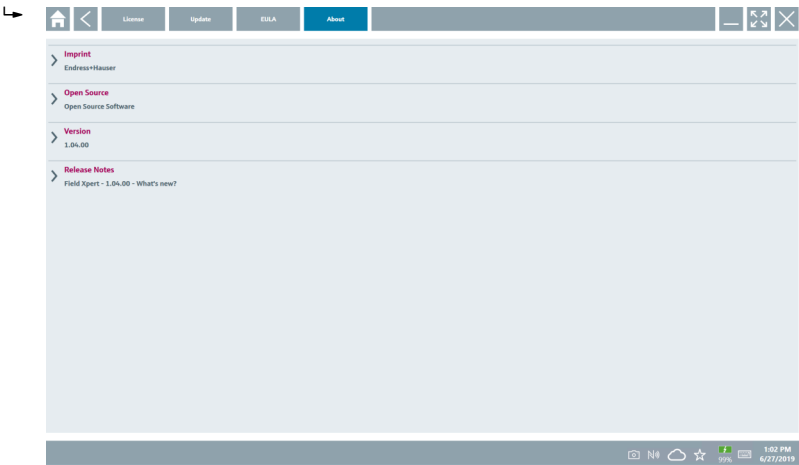 License
Update
EULA
About
Imprint
Endress+Hauser
Open Source
Open Source Software
Version
1.04.00
Release Notes
Field Xpert - 1.04.00 - What's new?
99%
1:02 PM
6/27/2019